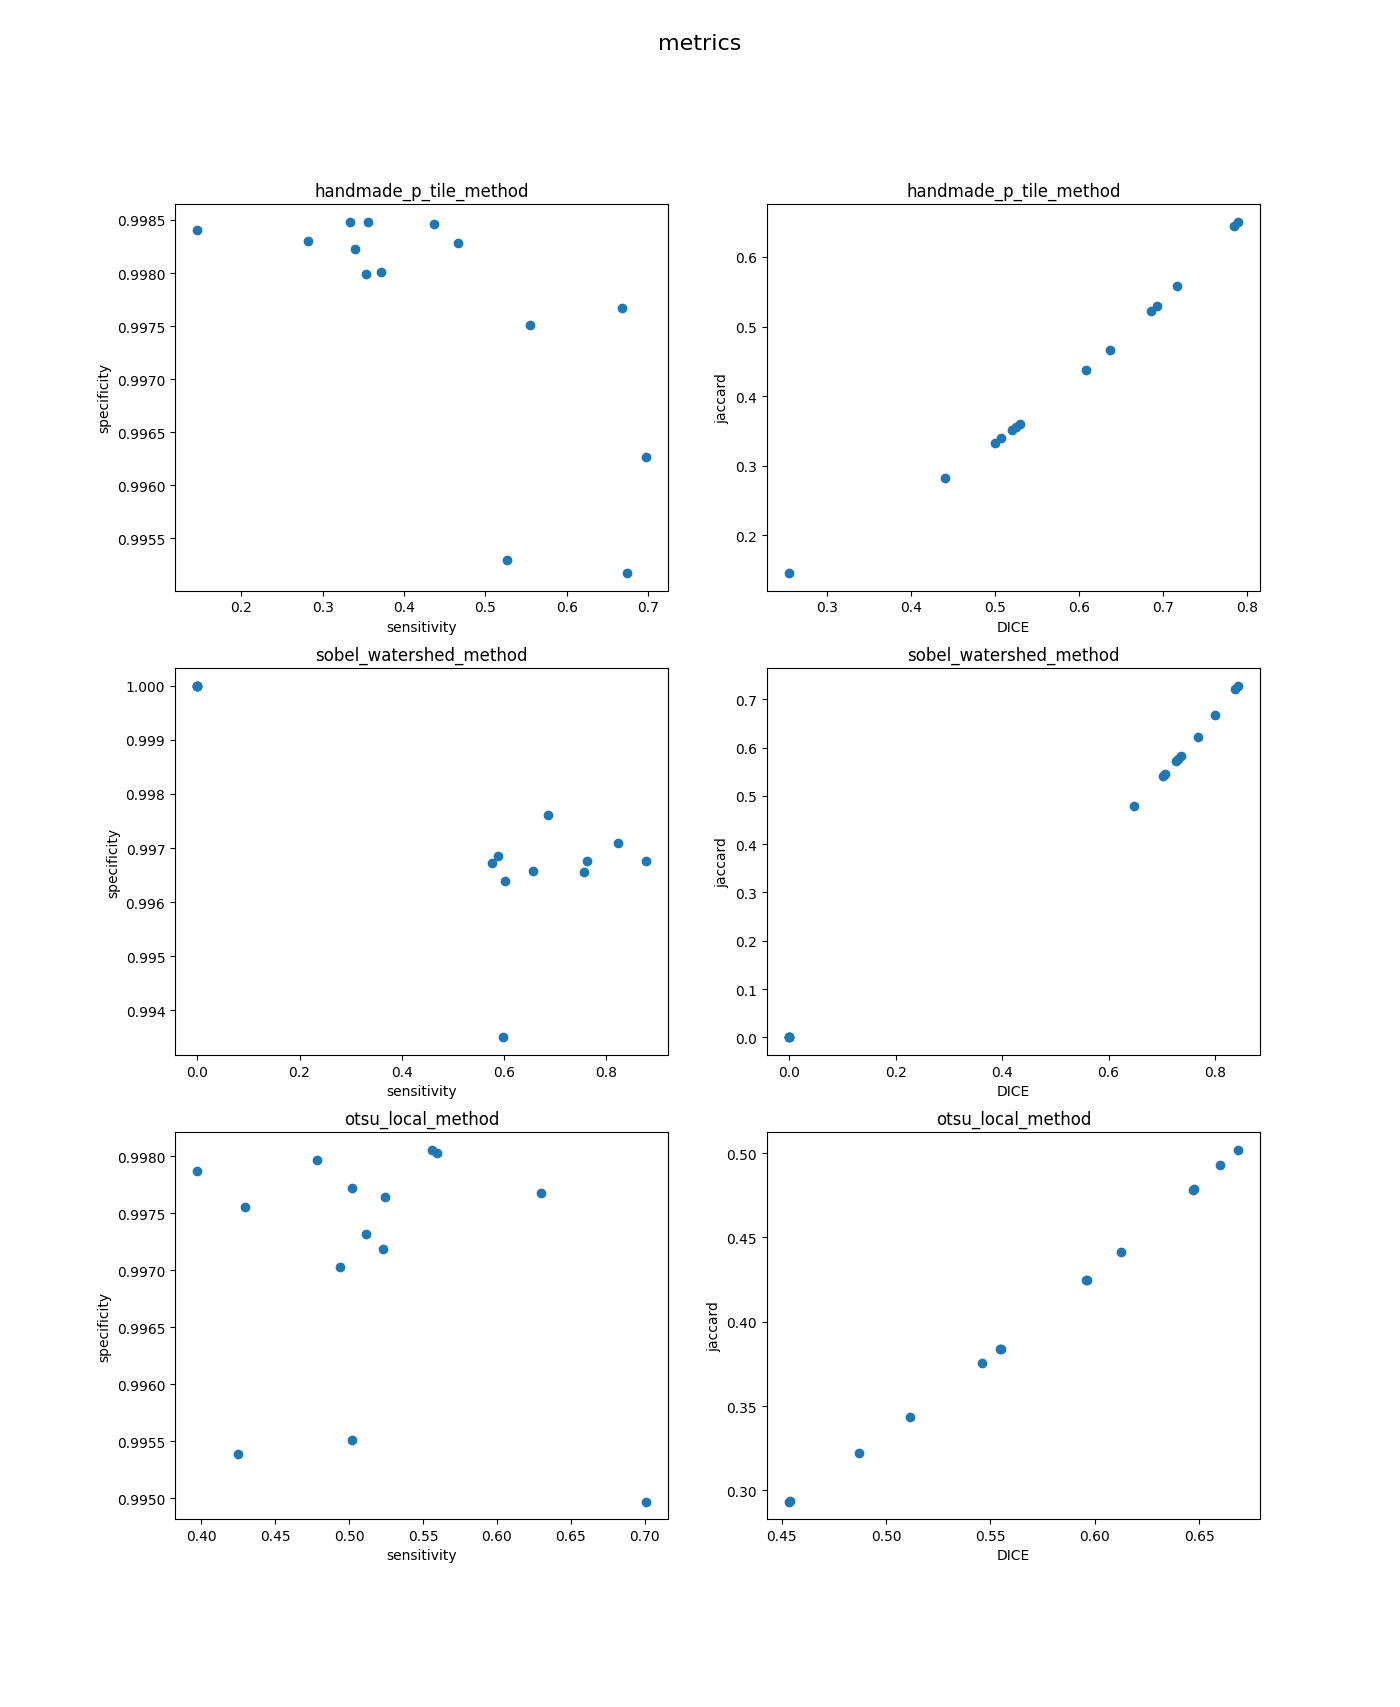 metrics
handmade_p_tile_method
0.9985
0.9980
0.9975
0.9970
0.9965
0.9960
0.9955
specificity
0.2 0.3 0.4 0.5 0.6 0.7
sensitivity
handmade_p_tile_method
0.6
0.5
0.4
0.3
0.2
jaccard
0.3 0.4 0.5 0.6 0.7 0.8
DICE
sobel_watershed_method
1.000
0.999
0.998
0.997
0.996
0.995
0.994
specificity
0.0 0.2 0.4 0.6 0.8
sensitivity
sobel_watershed_method
0.7
0.6
0.5
0.4
0.3
0.2
0.1
0.0
jaccard
0.0 0.2 0.4 0.6 0.8
DICE
otsu_local_method
0.9980
0.9975
0.9970
0.9965
0.9960
0.9955
0.9950
specificity
0.40 0.45 0.50 0.55 0.60 0.65 0.70
sensitivity
otsu_local_method
0.50
0.45
0.40
0.35
0.30
jaccard
0.45 0.50 0.55 0.60 0.65
DICE